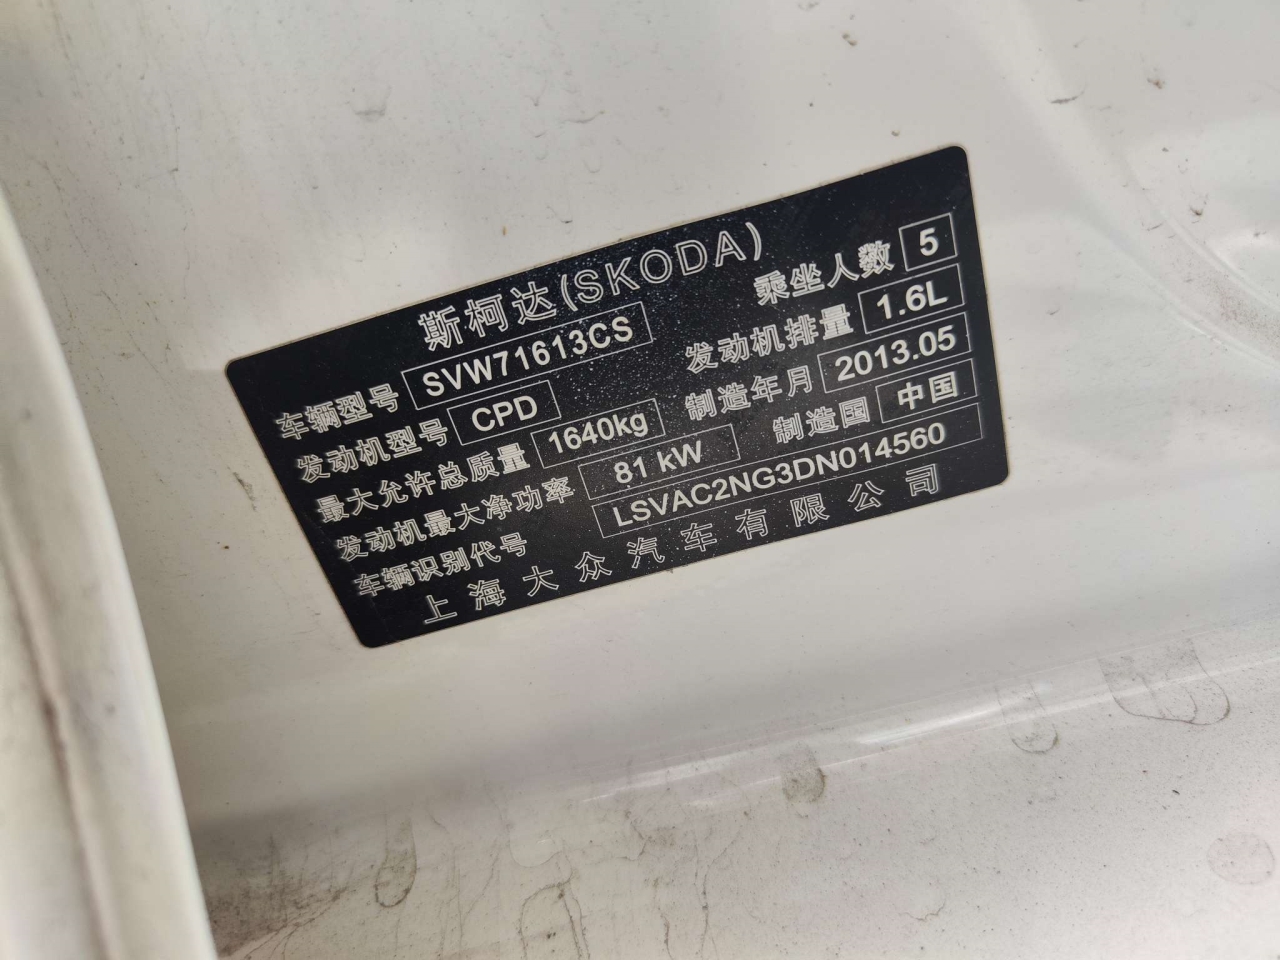 斯柯达(SKODA)
车辆型号 SVW71613CS 乘坐人数 5
发动机型号 CPD 发动机排量 1.6L
最大允许总质量 1640kg 制造年月 2013.05
发动机最大净功率 81 kW 制造国 中国
车辆识别代号 LSVAC2NG3DN014560
上海大众汽车有限公司